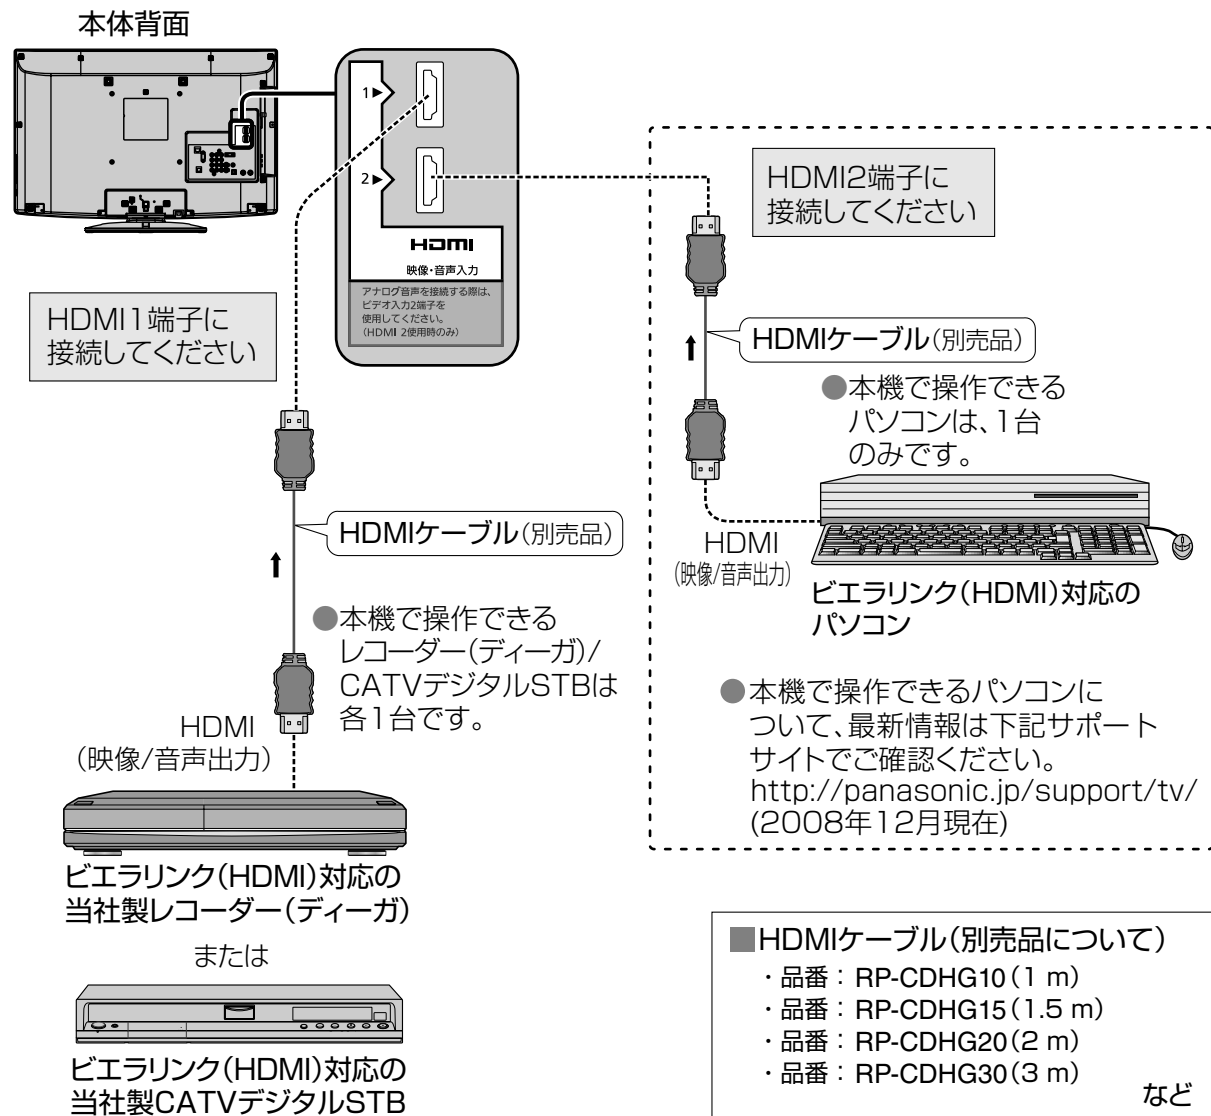 本体背面
1
2
HDMI
映像・音声入力
アナログ音声を接続する際は、
ビデオ入力2端子を
使用してください。
(HDMI 2使用時のみ)
HDMI1端子に
接続してください
HDMIケーブル(別売品)
●本機で操作できる
レコーダー(ディーガ)/
CATVデジタルSTBは
各1台です。
HDMI
(映像/音声出力)
ビエラリンク(HDMI)対応の
当社製レコーダー(ディーガ)
または
ビエラリンク(HDMI)対応の
当社製CATVデジタルSTB
HDMI2端子に
接続してください
HDMIケーブル(別売品)
●本機で操作できる
パソコンは、1台
のみです。
HDMI
(映像/音声出力)
ビエラリンク(HDMI)対応の
パソコン
●本機で操作できるパソコンに
ついて、最新情報は下記サポート
サイトでご確認ください。
http://panasonic.jp/support/tv/
(2008年12月現在)
■HDMIケーブル(別売品について)
・品番：RP-CDHG10(1 m)
・品番：RP-CDHG15(1.5 m)
・品番：RP-CDHG20(2 m)
・品番：RP-CDHG30(3 m)
など